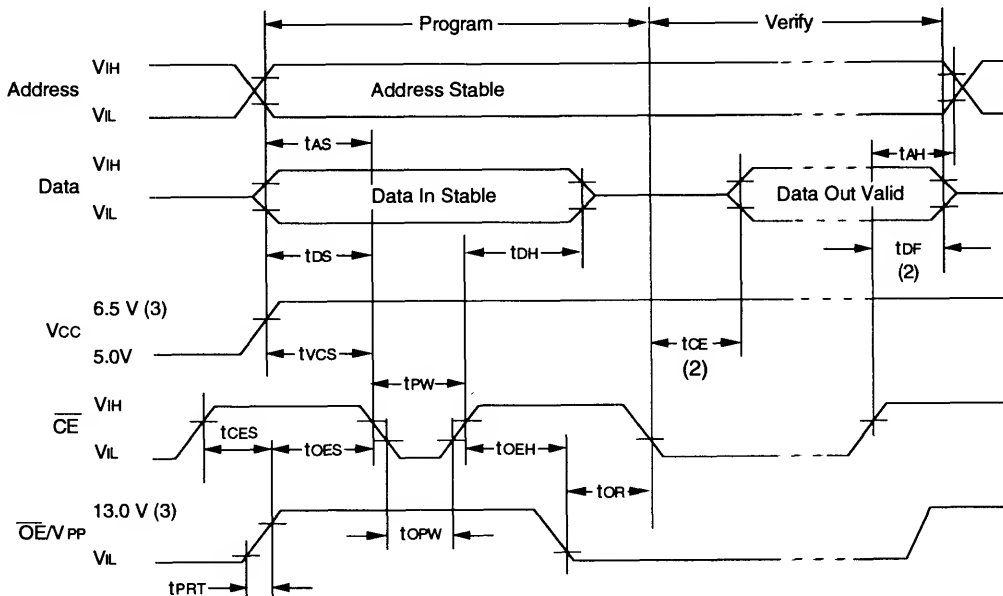 Program
Verify
Address
VIH
VIL
Address Stable
tAS
tAH
Data
VIH
VIL
Data In Stable
Data Out Valid
tDS
tDH
tDF
(2)
VCC
6.5 V (3)
5.0V
tVCS
tCE
(2)
tPW
CE
VIH
VIL
tCES
tOES
tOEH
tOR
OE/VPP
13.0 V (3)
VIL
tOPW
tPRT